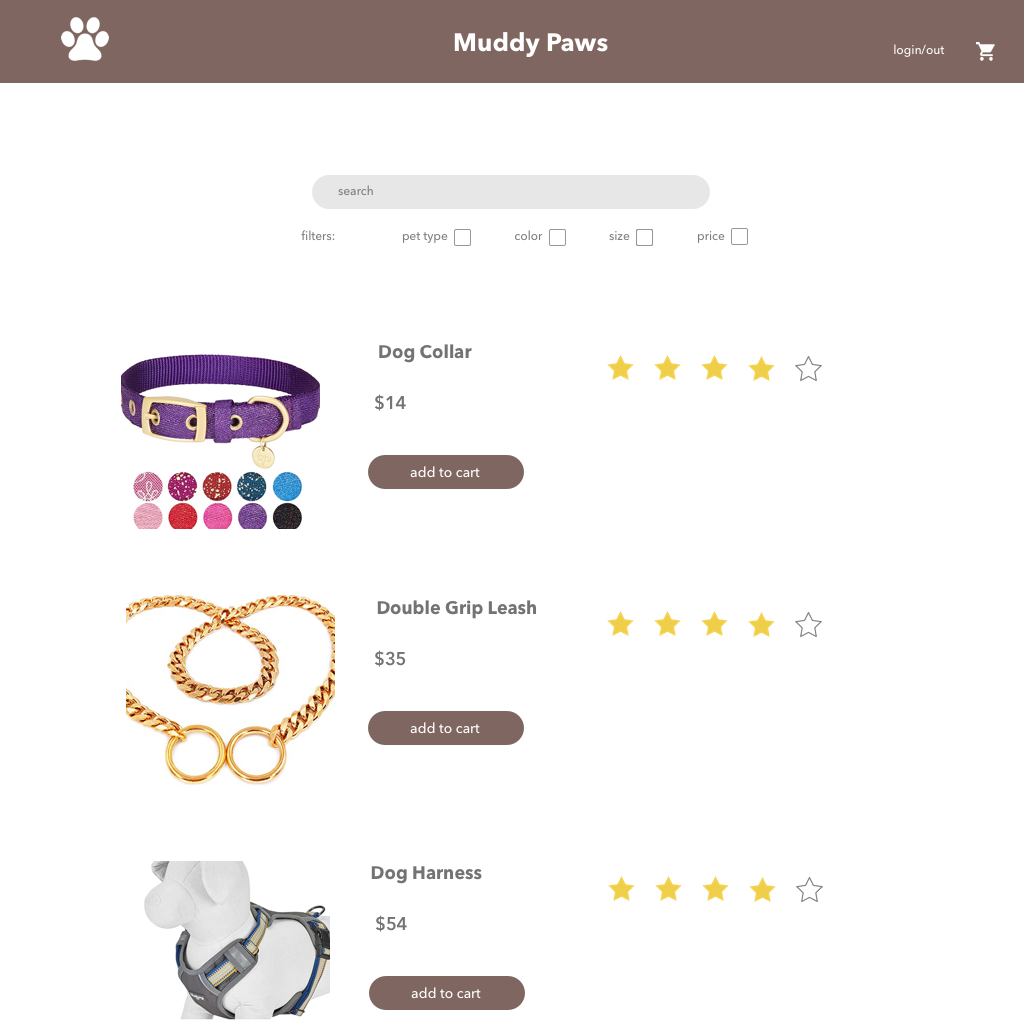 Muddy Paws
login/out
search
filters: pet type color size price
Dog Collar
$14
add to cart
Double Grip Leash
$35
add to cart
Dog Harness
$54
add to cart